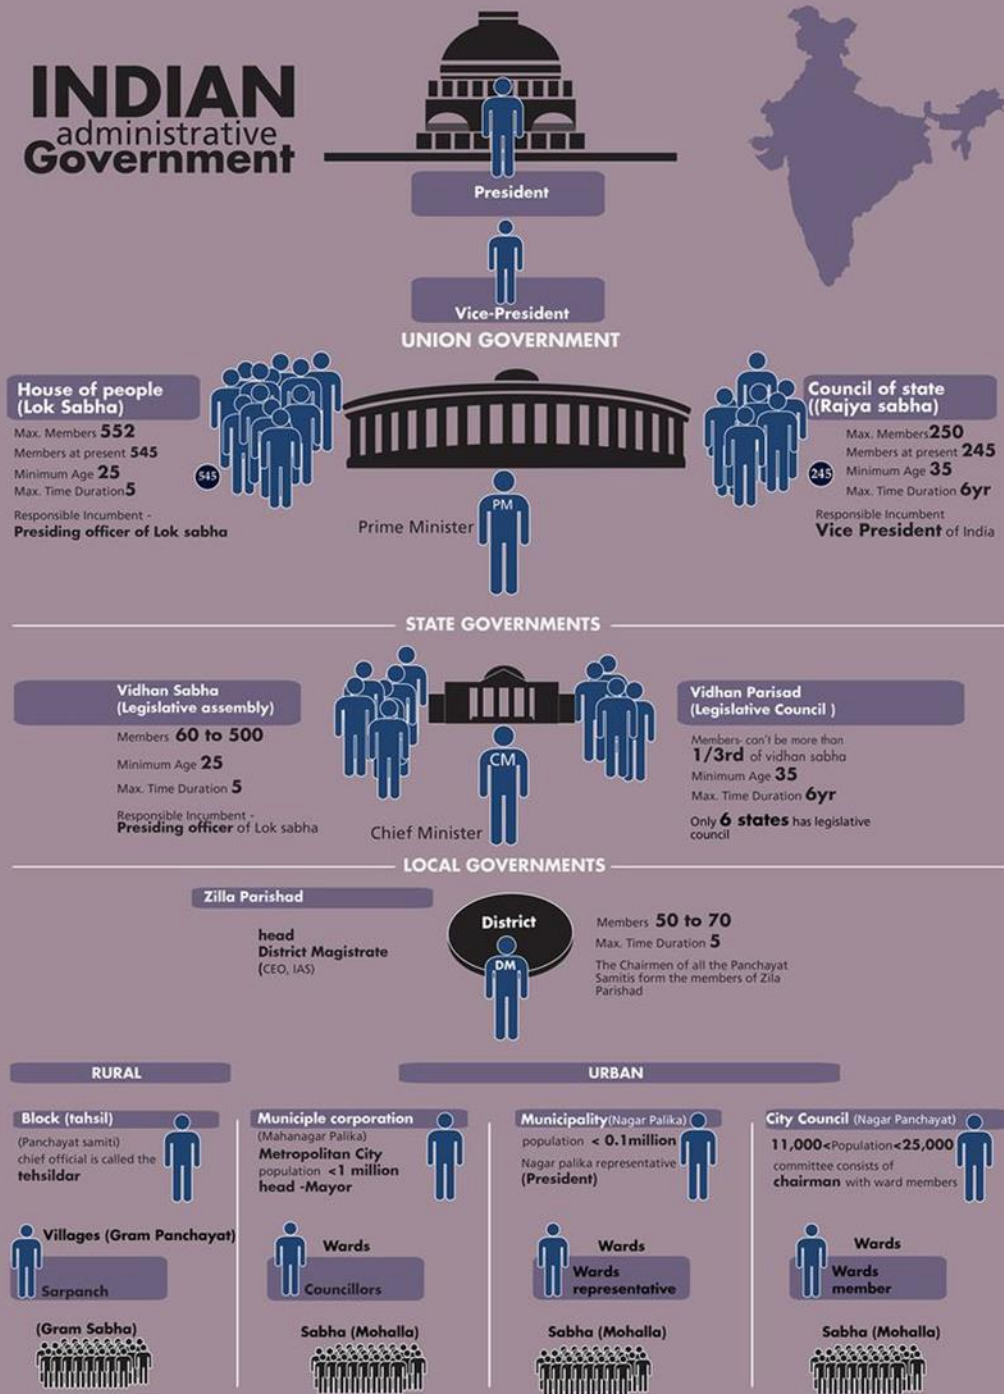 INDIAN
administrative
Government
President
Vice-President
UNION GOVERNMENT
House of people
(Lok Sabha)
Max. Members 552
Members at present 545
Minimum Age 25
Max. Time Duration5
Responsible Incumbent -
Presiding officer of Lok sabha
545
PM
Prime Minister
245
Council of state
((Rajya sabha)
Max. Members250
Members at present 245
Minimum Age 35
Max. Time Duration 6yr
Responsible Incumbent
Vice President of India
STATE GOVERNMENTS
Vidhan Sabha
(Legislative assembly)
Members 60 to 500
Minimum Age 25
Max. Time Duration 5
Responsible Incumbent -
Presiding officer of Lok sabha
CM
Chief Minister
Vidhan Parisad
(Legislative Council )
Members- can't be more than
1/3rd of vidhan sabha
Minimum Age 35
Max. Time Duration 6yr
Only 6 states has legislative
council
LOCAL GOVERNMENTS
Zilla Parishad
head
District Magistrate
(CEO, IAS)
District
DM
Members 50 to 70
Max. Time Duration 5
The Chairmen of all the Panchayat
Samitis form the members of Zila
Parishad
RURAL
URBAN
Block (tahsil)
(Panchayat samiti)
chief official is called the
tehsildar
Villages (Gram Panchayat)
Sarpanch
(Gram Sabha)
Municiple corporation
(Mahanagar Palika)
Metropolitan City
population <1 million
head -Mayor
Wards
Councillors
Sabha (Mohalla)
Municipality(Nagar Palika)
population < 0.1million
Nagar palika representative
(President)
Wards
Wards
representative
Sabha (Mohalla)
City Council (Nagar Panchayat)
11,000<Population<25,000
committee consists of
chairman with ward members
Wards
Wards
member
Sabha (Mohalla)